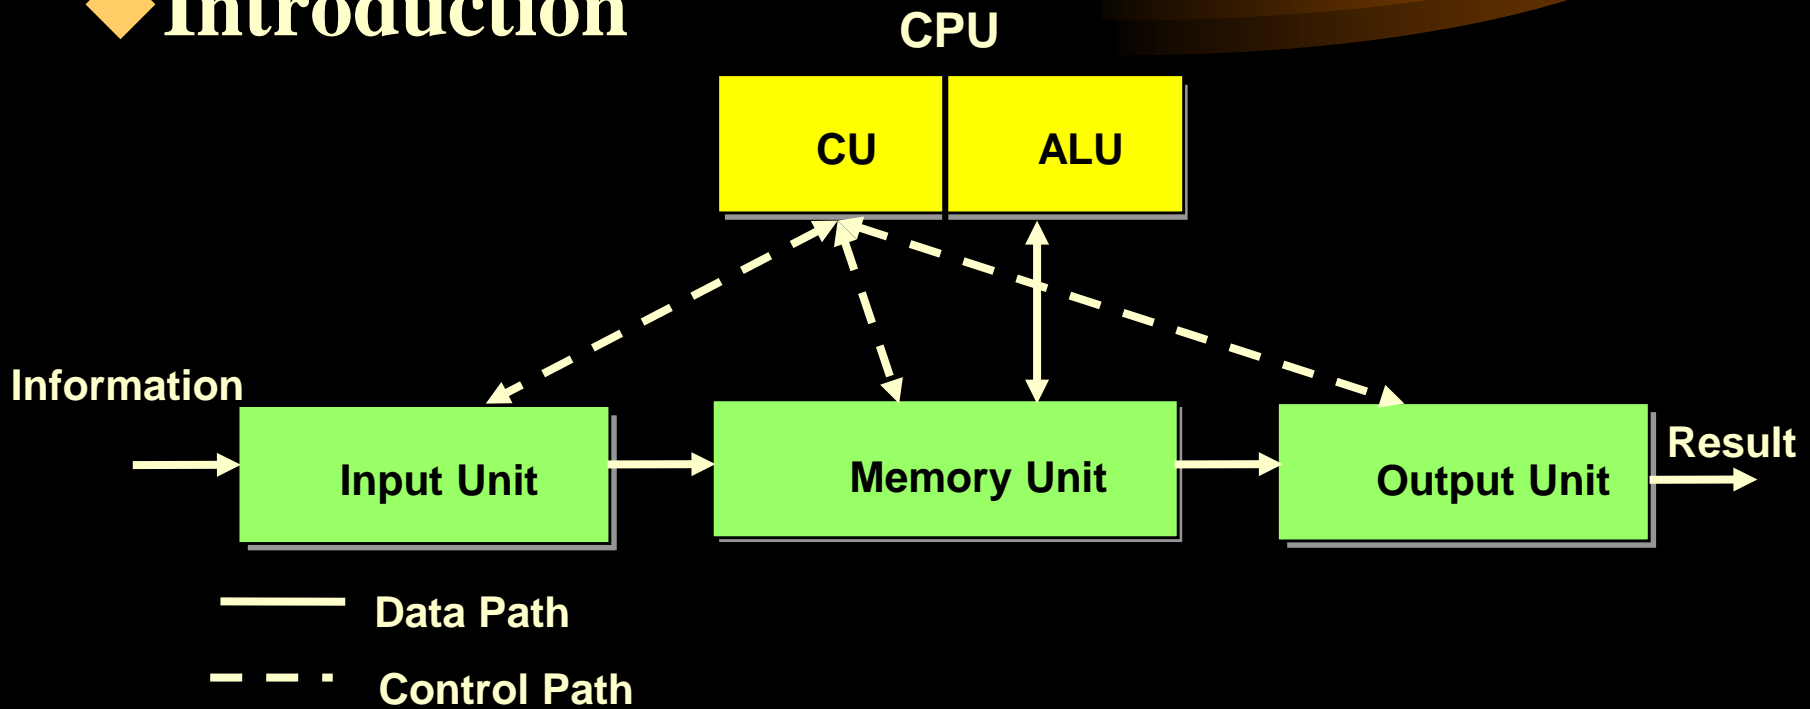 Introduction
CPU
CU
ALU
Information
Input Unit
Memory Unit
Output Unit
Result
Data Path
Control Path